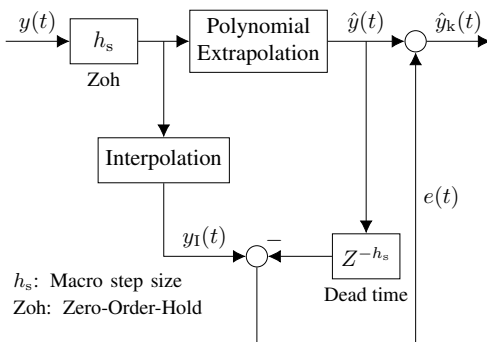 y(t)
h_s
Zoh
Polynomial
Extrapolation
ŷ(t)
ŷ_k(t)
Interpolation
e(t)
y_I(t)
−
Z^{−h_s}
Dead time
h_s: Macro step size
Zoh: Zero-Order-Hold